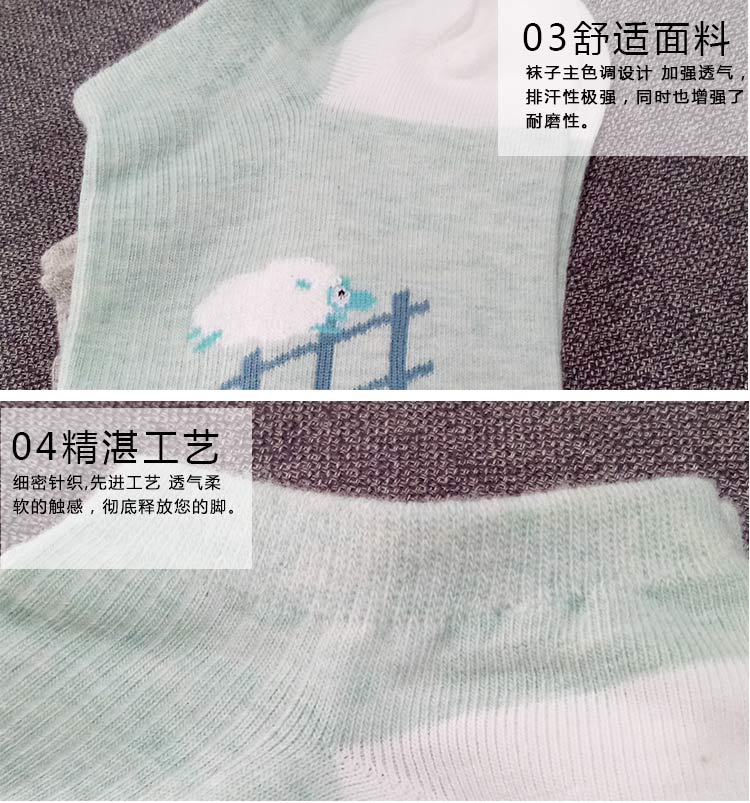 03舒适面料
袜子主色调设计 加强透气，
排汗性极强，同时也增强了
耐磨性。
04精湛工艺
细密针织,先进工艺 透气柔
软的触感，彻底释放您的脚。